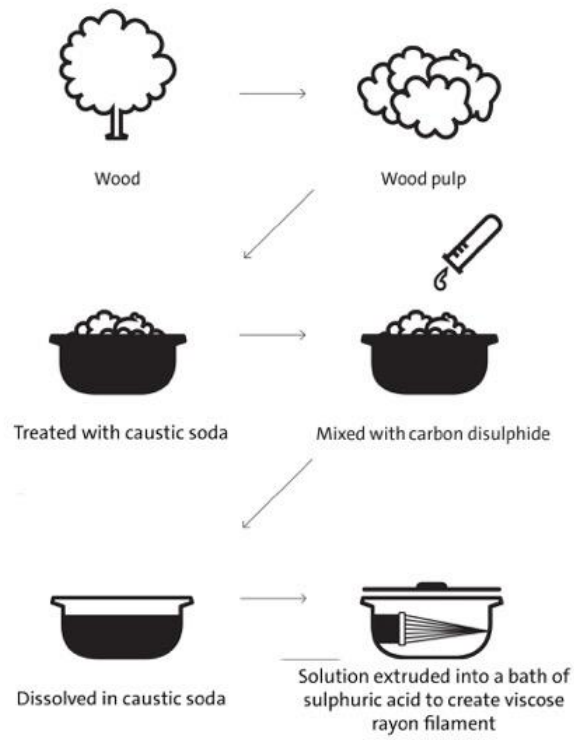 Wood
Wood pulp
Treated with caustic soda
Mixed with carbon disulphide
Dissolved in caustic soda
Solution extruded into a bath of
sulphuric acid to create viscose
rayon filament